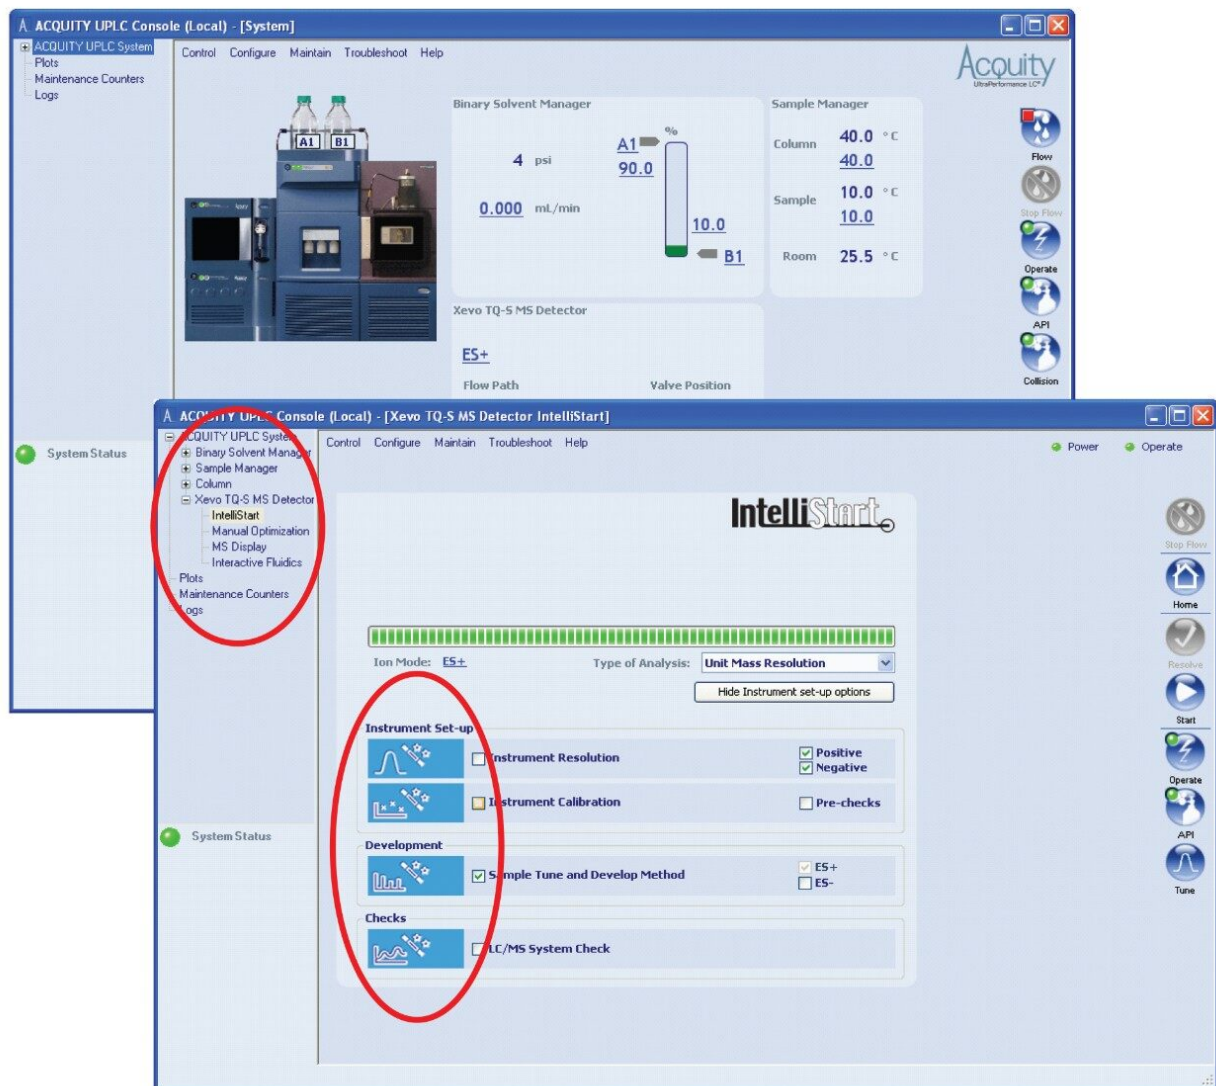 ACQUITY UPLC Console (Local) - [System]
ACQUITY UPLC System
Plots
Maintenance Counters
Logs
Control Configure Maintain Troubleshoot Help
Acquity
UltraPerformance LC®
A1 B1
Binary Solvent Manager
4 psi
0.000 mL/min
%
A1
90.0
10.0
B1
Sample Manager
Column 40.0 °C
40.0
Sample 10.0 °C
10.0
Room 25.5 °C
Flow
Stop Flow
Operate
API
Collision
Xevo TQ-S MS Detector
ES+
Flow Path Valve Position
System Status
ACQUITY UPLC Console (Local) - [Xevo TQ-S MS Detector IntelliStart]
ACQUITY UPLC System
Binary Solvent Manager
Sample Manager
Column
Xevo TQ-S MS Detector
IntelliStart
Manual Optimization
MS Display
Interactive Fluidics
Plots
Maintenance Counters
Logs
System Status
Control Configure Maintain Troubleshoot Help
Power Operate
IntelliStart
Ion Mode: ES+ Type of Analysis: Unit Mass Resolution
Hide Instrument set-up options
Instrument Set-up
Instrument Resolution Positive
Negative
Instrument Calibration Pre-checks
Development
Sample Tune and Develop Method ES+
ES-
Checks
LC/MS System Check
Stop Flow
Home
Resolve
Start
Operate
API
Tune